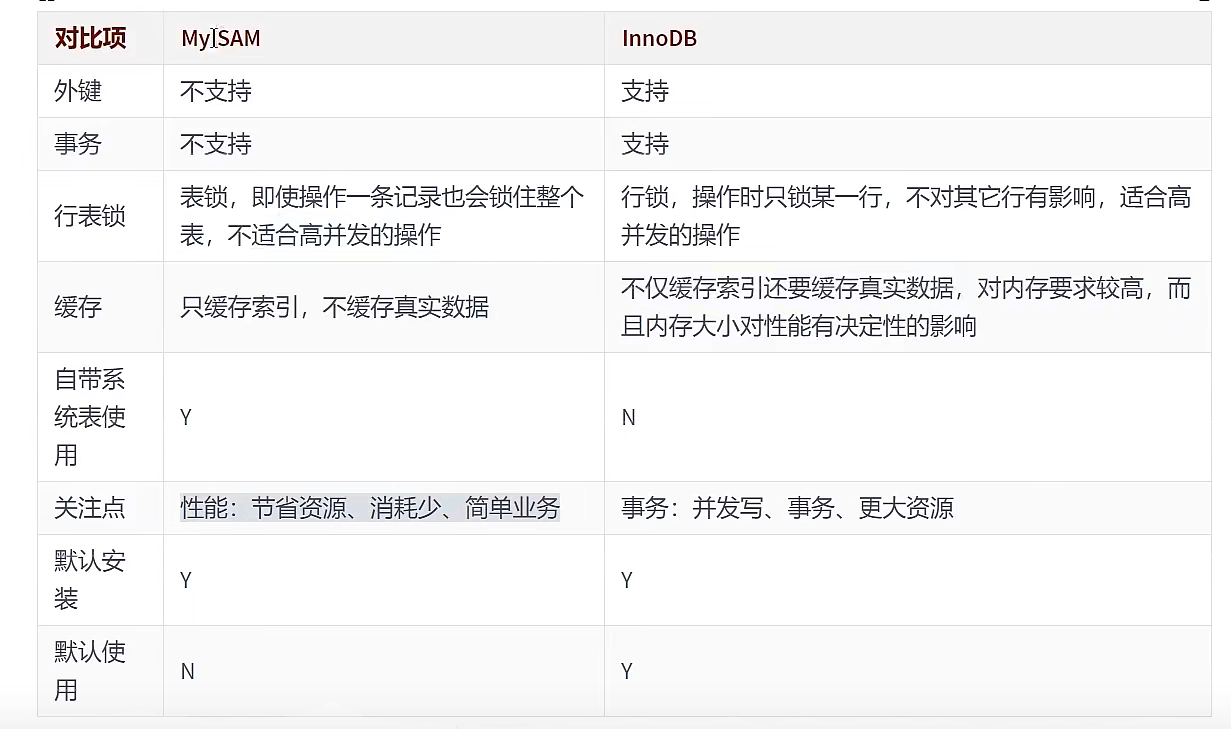 对比项 MyISAM InnoDB
外键 不支持 支持
事务 不支持 支持
行表锁 表锁，即使操作一条记录也会锁住整个
表，不适合高并发的操作 行锁，操作时只锁某一行，不对其它行有影响，适合高
并发的操作
缓存 只缓存索引，不缓存真实数据 不仅缓存索引还要缓存真实数据，对内存要求较高，而
且内存大小对性能有决定性的影响
自带系
统表使
用 Y N
关注点 性能：节省资源、消耗少、简单业务 事务：并发写、事务、更大资源
默认安
装 Y Y
默认使
用 N Y